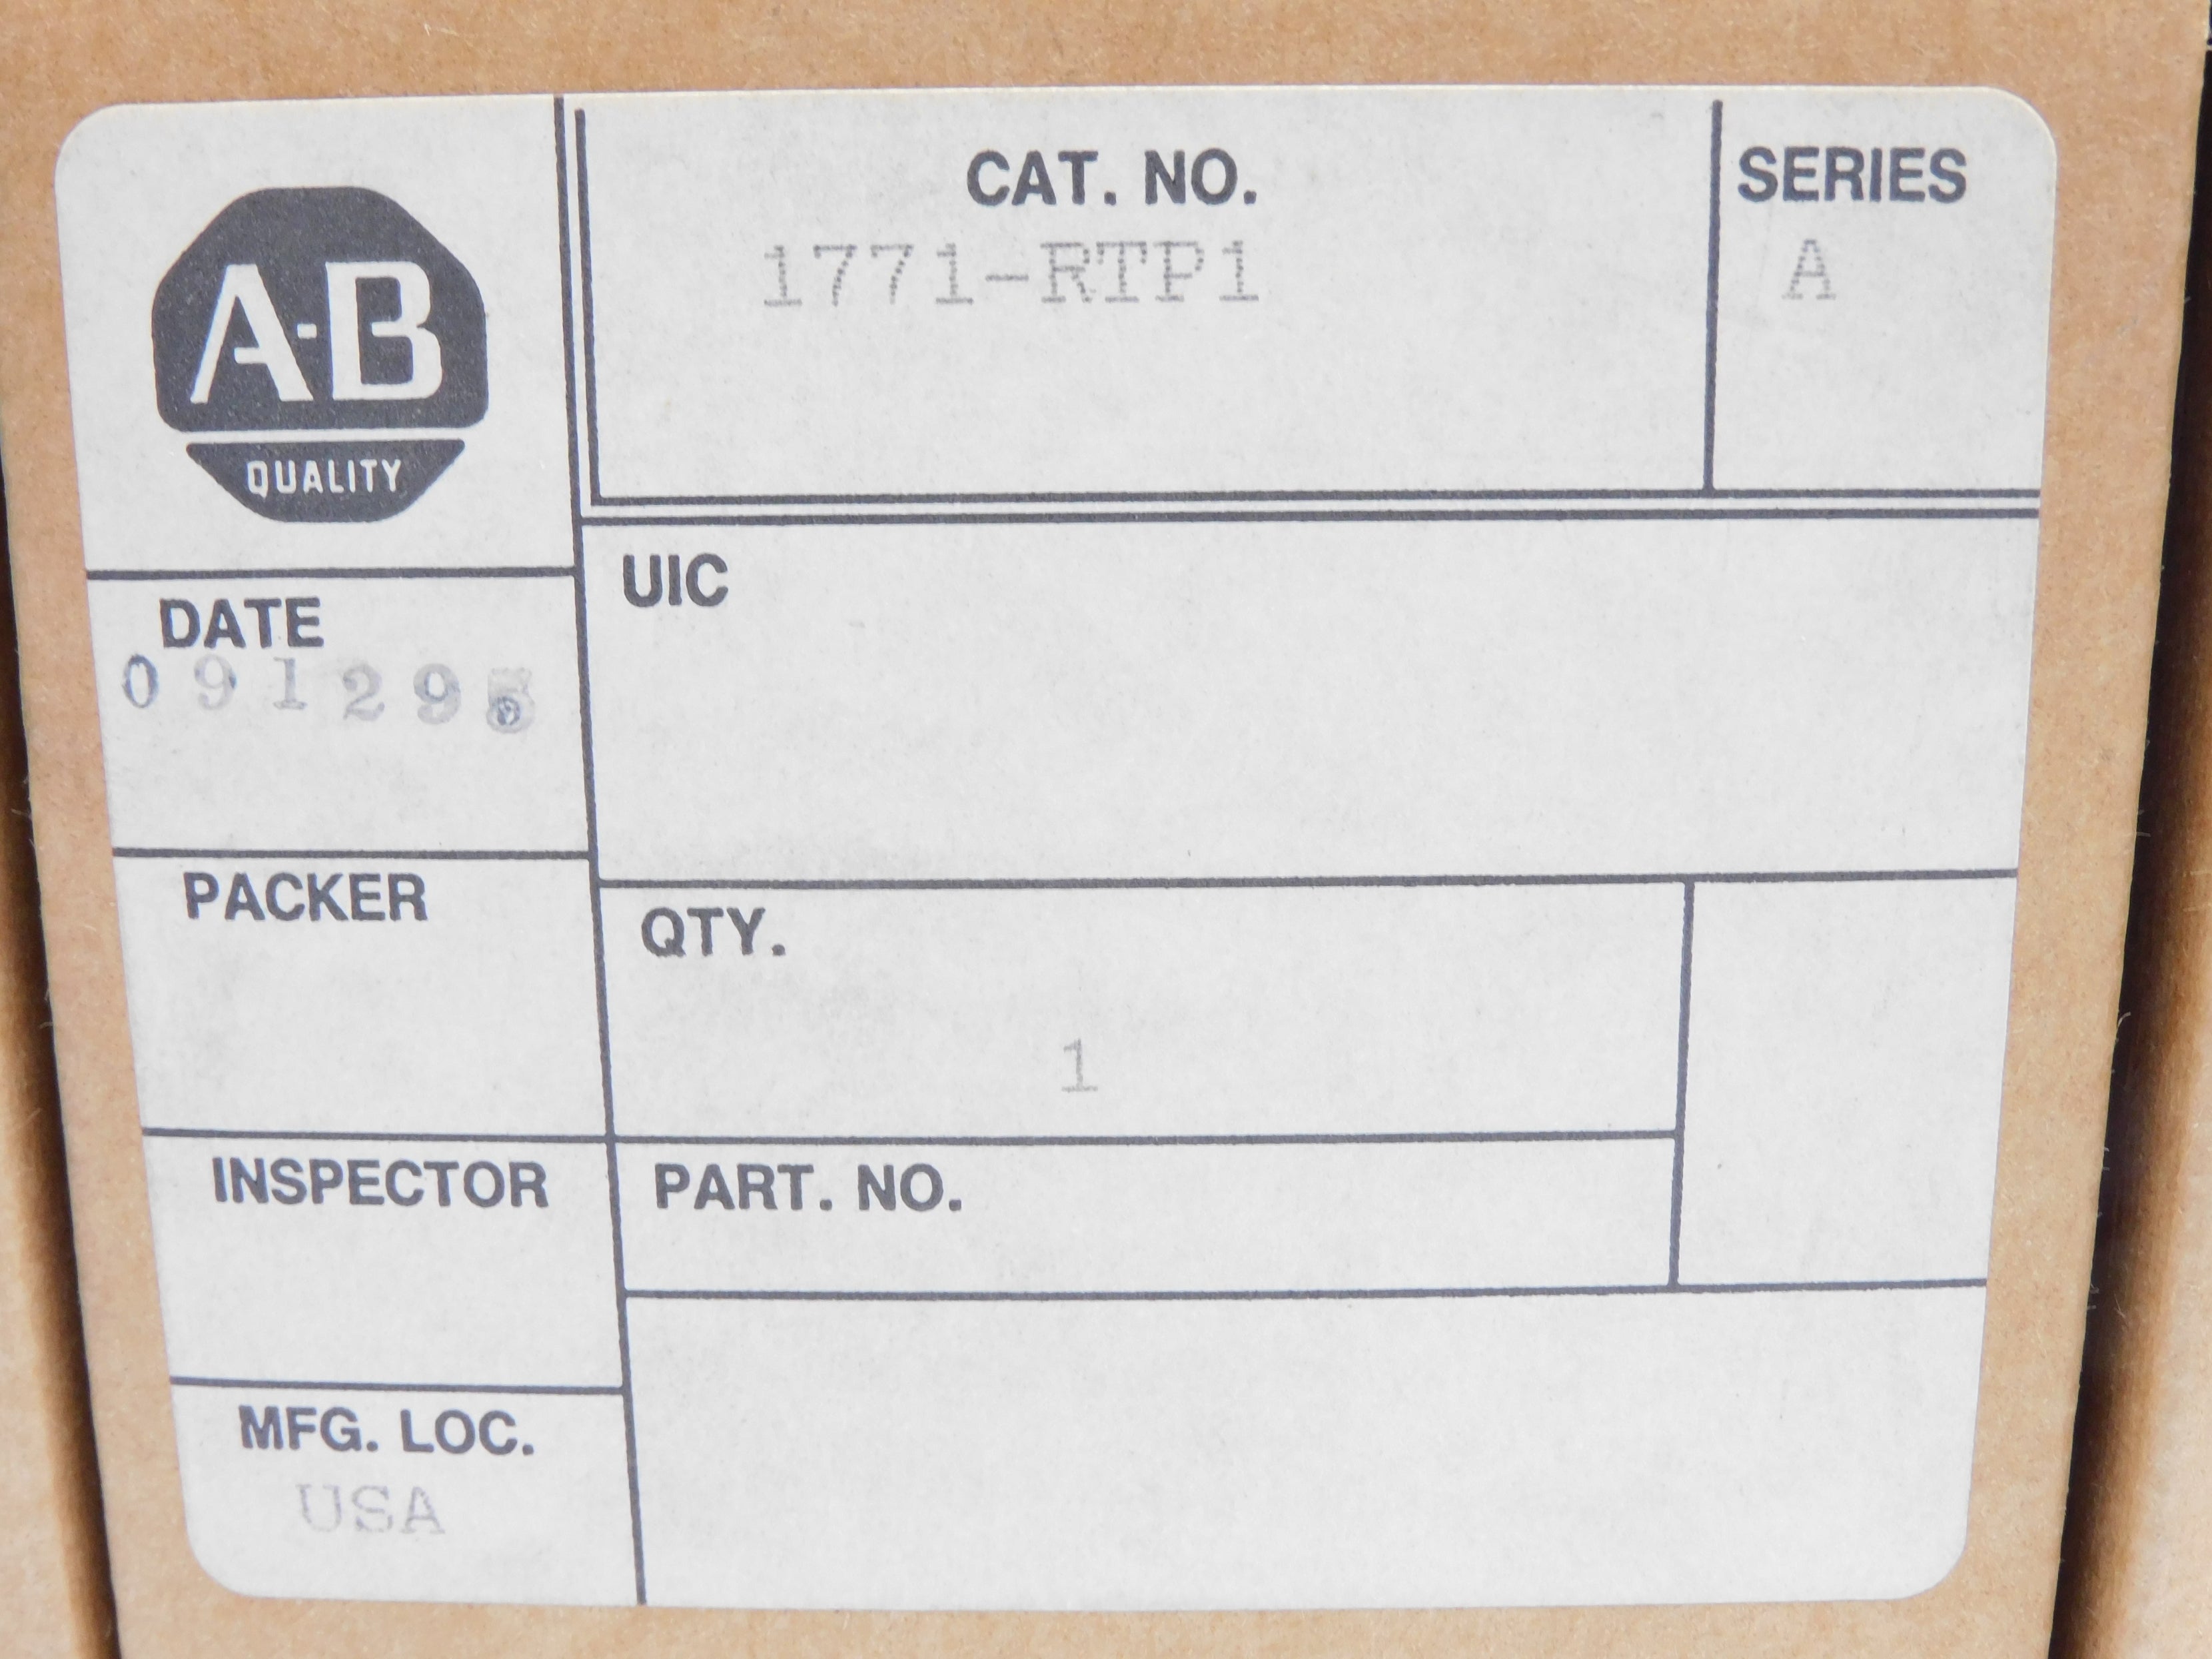 A-B
QUALITY
CAT. NO.
1771-RTP1
SERIES
A
DATE
UIC
PACKER
QTY.
1
INSPECTOR
PART. NO.
MFG. LOC.
USA